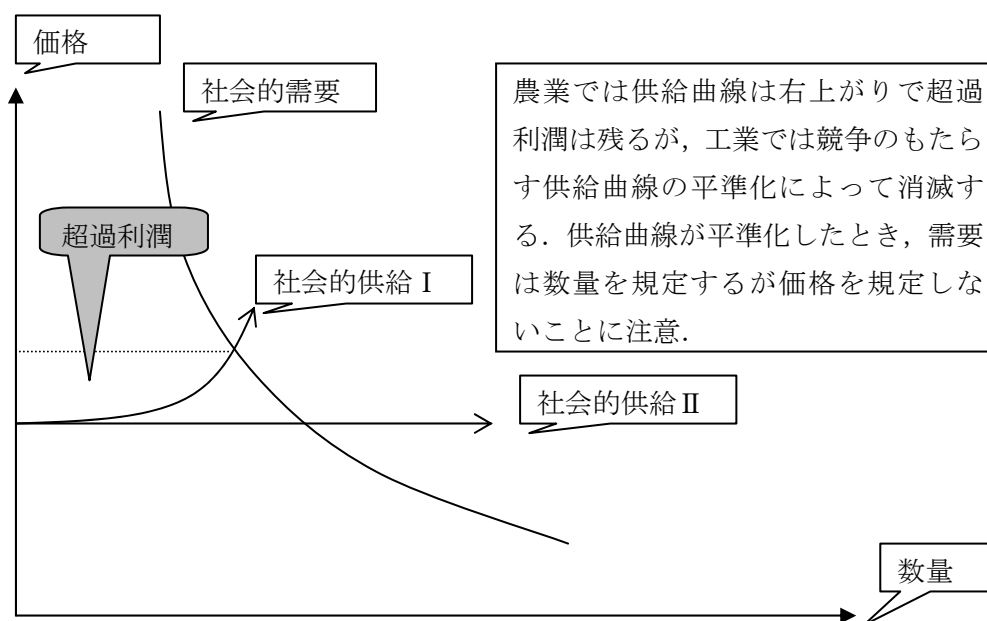 価格
社会的需要
農業では供給曲線は右上がりで超過
利潤は残るが，工業では競争のもたら
す供給曲線の平準化によって消滅す
る．供給曲線が平準化したとき，需要
は数量を規定するが価格を規定しな
いことに注意．
超過利潤
社会的供給Ⅰ
社会的供給Ⅱ
数量